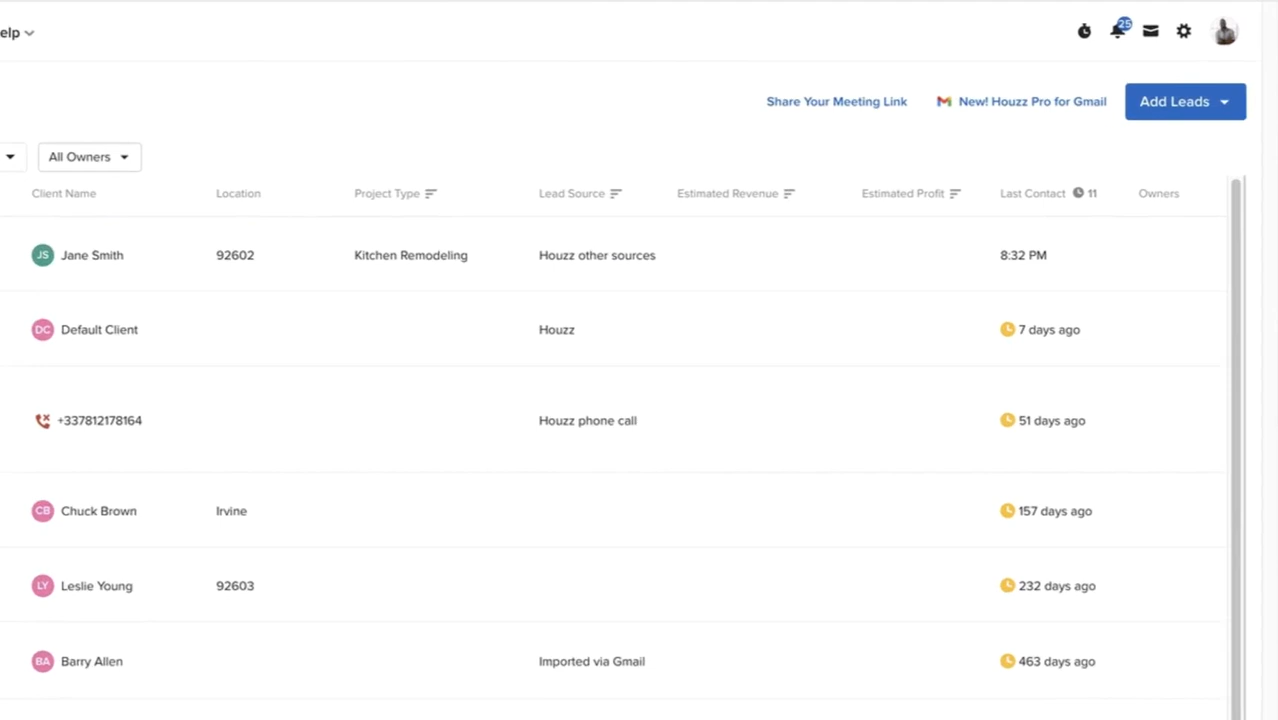 elp
25
Share Your Meeting Link New! Houzz Pro for Gmail Add Leads
All Owners
Client Name Location Project Type Lead Source Estimated Revenue Estimated Profit Last Contact 11 Owners
JS Jane Smith 92602 Kitchen Remodeling Houzz other sources 8:32 PM
DC Default Client Houzz 7 days ago
+337812178164 Houzz phone call 51 days ago
CB Chuck Brown Irvine 157 days ago
LY Leslie Young 92603 232 days ago
BA Barry Allen Imported via Gmail 463 days ago